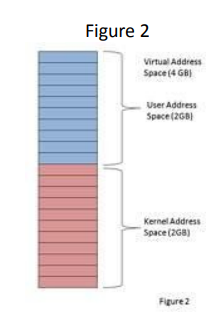 Figure 2
Virtual Address
Space (4 GB)
User Address
Space (2GB)
Kernel Address
Space (2GB)
Figure 2